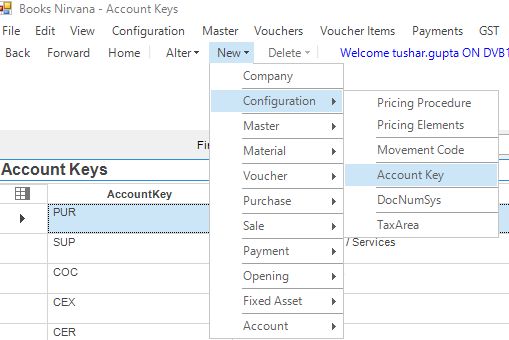 Books Nirvana - Account Keys
File Edit View Configuration Master Vouchers Voucher Items Payments GST
Back Forward Home Alter New Delete Welcome tushar.gupta ON DVB1
Company
Configuration
Master
Material
Voucher
Purchase
Sale
Payment
Opening
Fixed Asset
Account
Pricing Procedure
Pricing Elements
Movement Code
Account Key
DocNumSys
TaxArea
Account Keys
AccountKey
PUR
SUP / Services
COC
CEX
CER